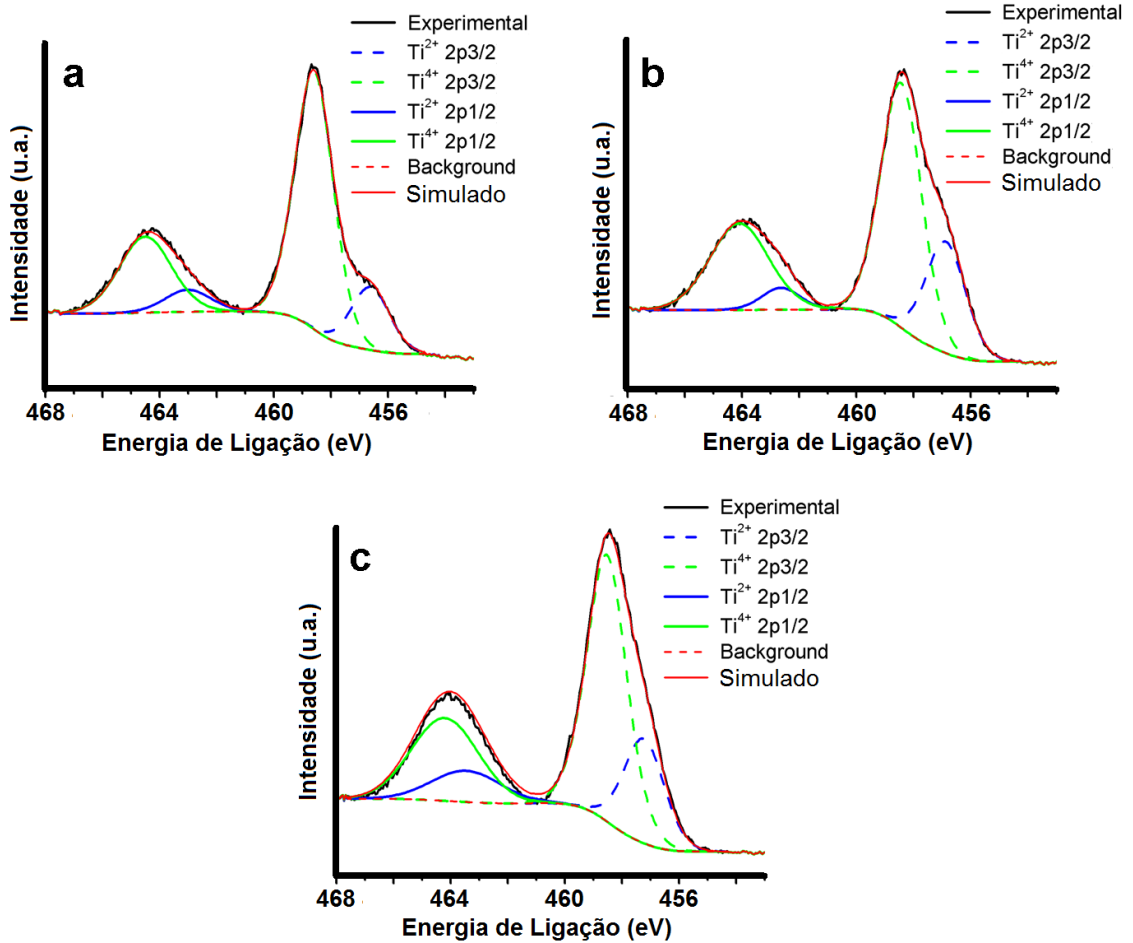 a
Experimental
Ti²⁺ 2p3/2
Ti⁴⁺ 2p3/2
Ti²⁺ 2p1/2
Ti⁴⁺ 2p1/2
Background
Simulado
Intensidade (u.a.)
468 464 460 456
Energia de Ligação (eV)
b
Experimental
Ti²⁺ 2p3/2
Ti⁴⁺ 2p3/2
Ti²⁺ 2p1/2
Ti⁴⁺ 2p1/2
Background
Simulado
Intensidade (u.a.)
468 464 460 456
Energia de Ligação (eV)
c
Experimental
Ti²⁺ 2p3/2
Ti⁴⁺ 2p3/2
Ti²⁺ 2p1/2
Ti⁴⁺ 2p1/2
Background
Simulado
Intensidade (u.a.)
468 464 460 456
Energia de Ligação (eV)